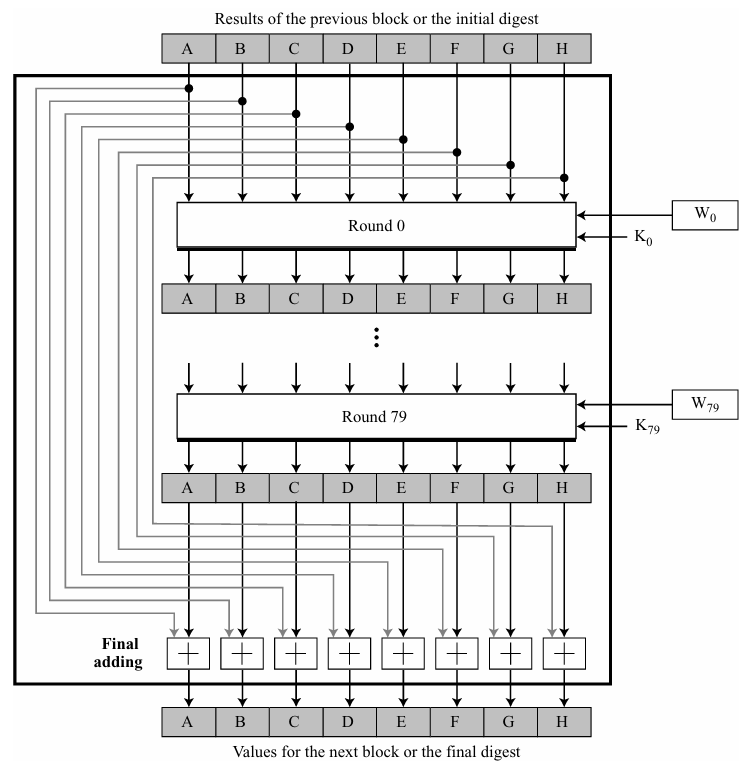 Results of the previous block or the initial digest
A B C D E F G H
Round 0
W0
K0
A B C D E F G H
Round 79
W79
K79
A B C D E F G H
Final
adding
+ + + + + + + +
A B C D E F G H
Values for the next block or the final digest